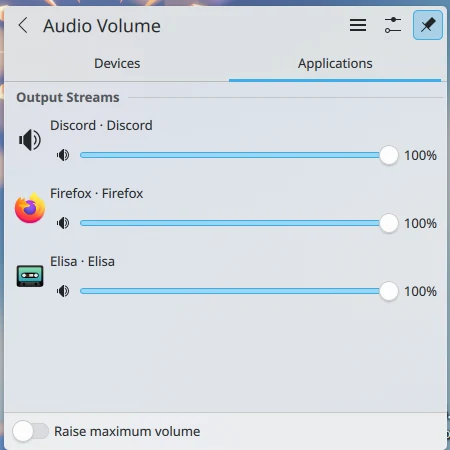 Audio Volume
Devices
Applications
Output Streams
Discord · Discord
100%
Firefox · Firefox
100%
Elisa · Elisa
100%
Raise maximum volume